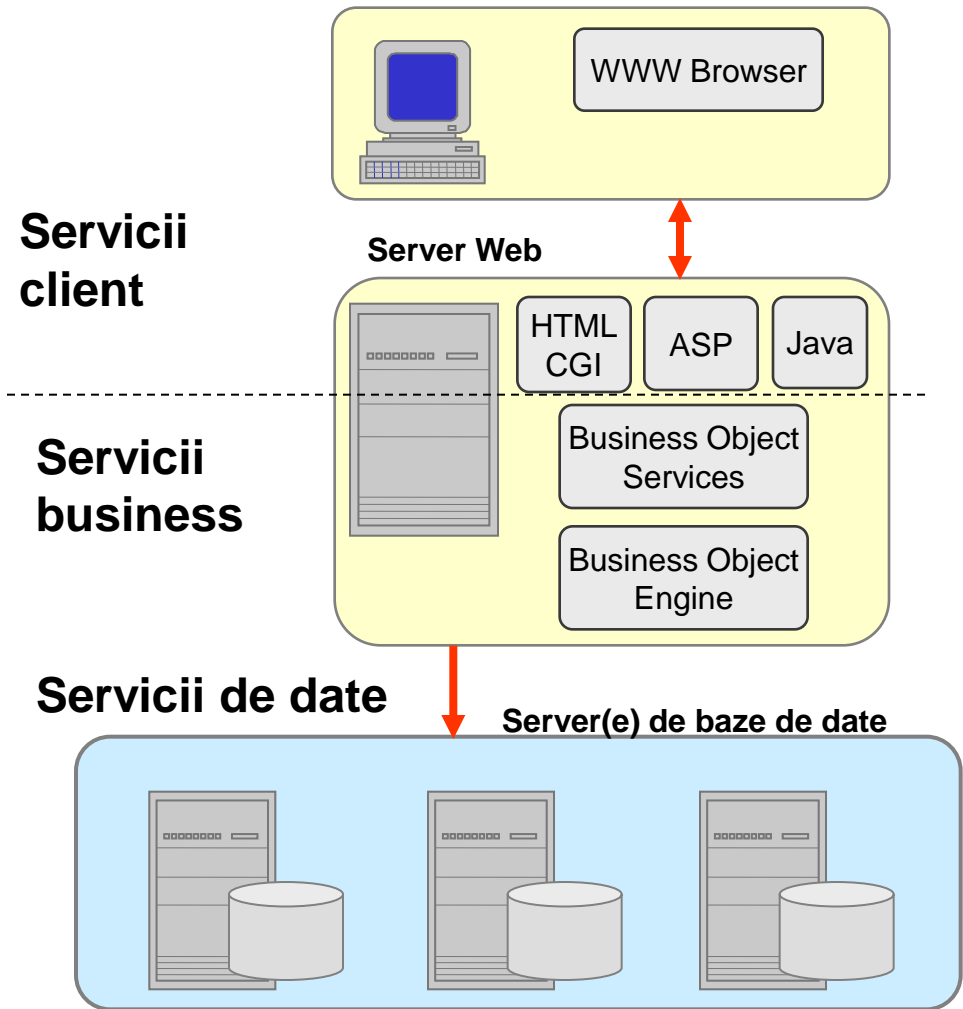 WWW Browser
Servicii
client
Server Web
HTML
CGI
ASP
Java
Servicii
business
Business Object
Services
Business Object
Engine
Servicii de date
Server(e) de baze de date